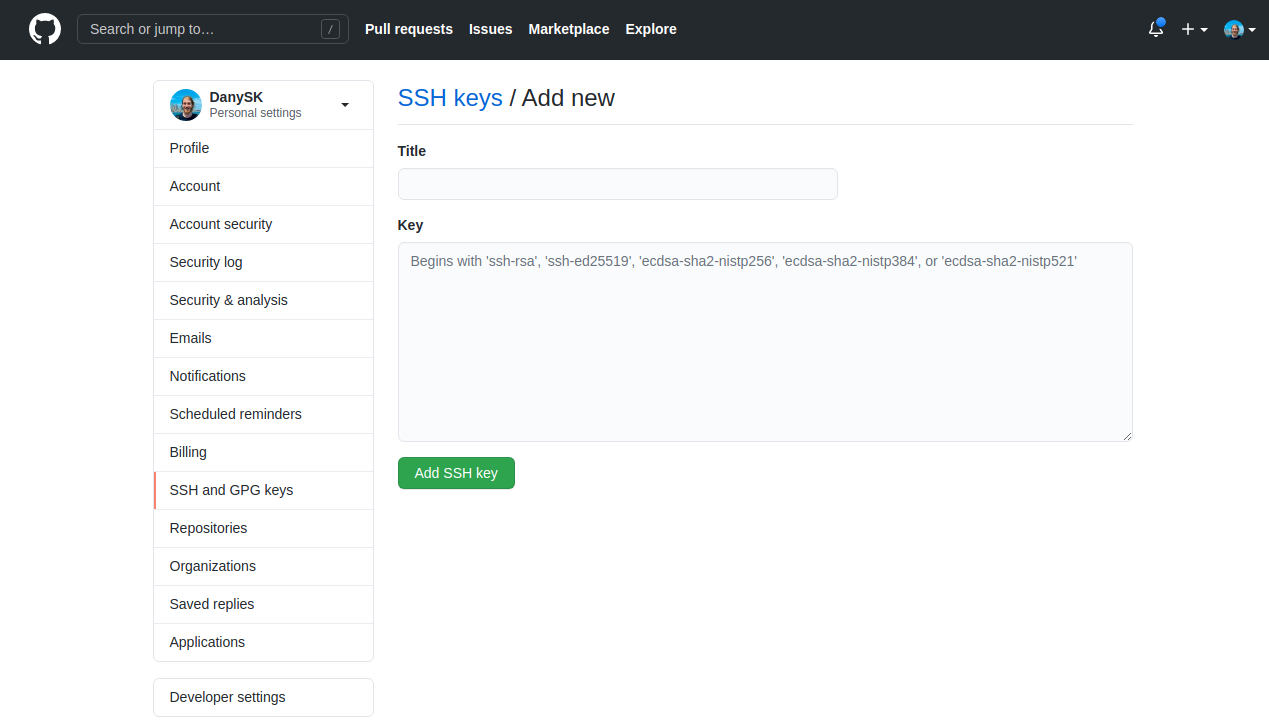 Search or jump to…
/
Pull requests Issues Marketplace Explore
DanySK
Personal settings
Profile
Account
Account security
Security log
Security & analysis
Emails
Notifications
Scheduled reminders
Billing
SSH and GPG keys
Repositories
Organizations
Saved replies
Applications
Developer settings
SSH keys / Add new
Title
Key
Begins with 'ssh-rsa', 'ssh-ed25519', 'ecdsa-sha2-nistp256', 'ecdsa-sha2-nistp384', or 'ecdsa-sha2-nistp521'
Add SSH key